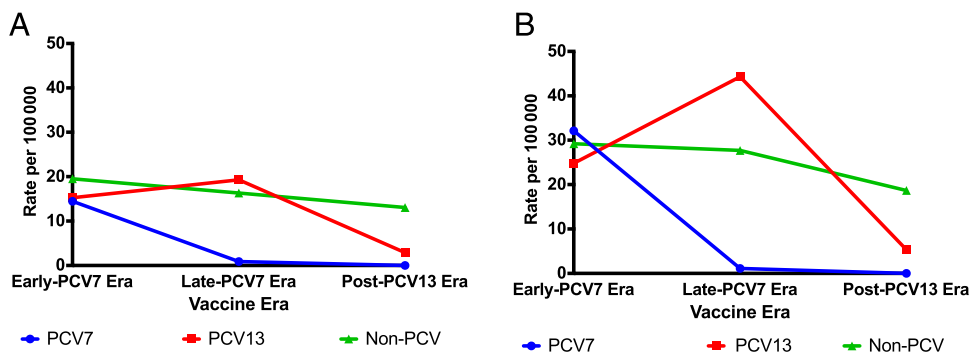 A
50
40
30
20
10
0
Rate per 100 000
Early-PCV7 Era Late-PCV7 Era Post-PCV13 Era
Vaccine Era
PCV7 PCV13 Non-PCV
B
50
40
30
20
10
0
Rate per 100 000
Early-PCV7 Era Late-PCV7 Era Post-PCV13 Era
Vaccine Era
PCV7 PCV13 Non-PCV